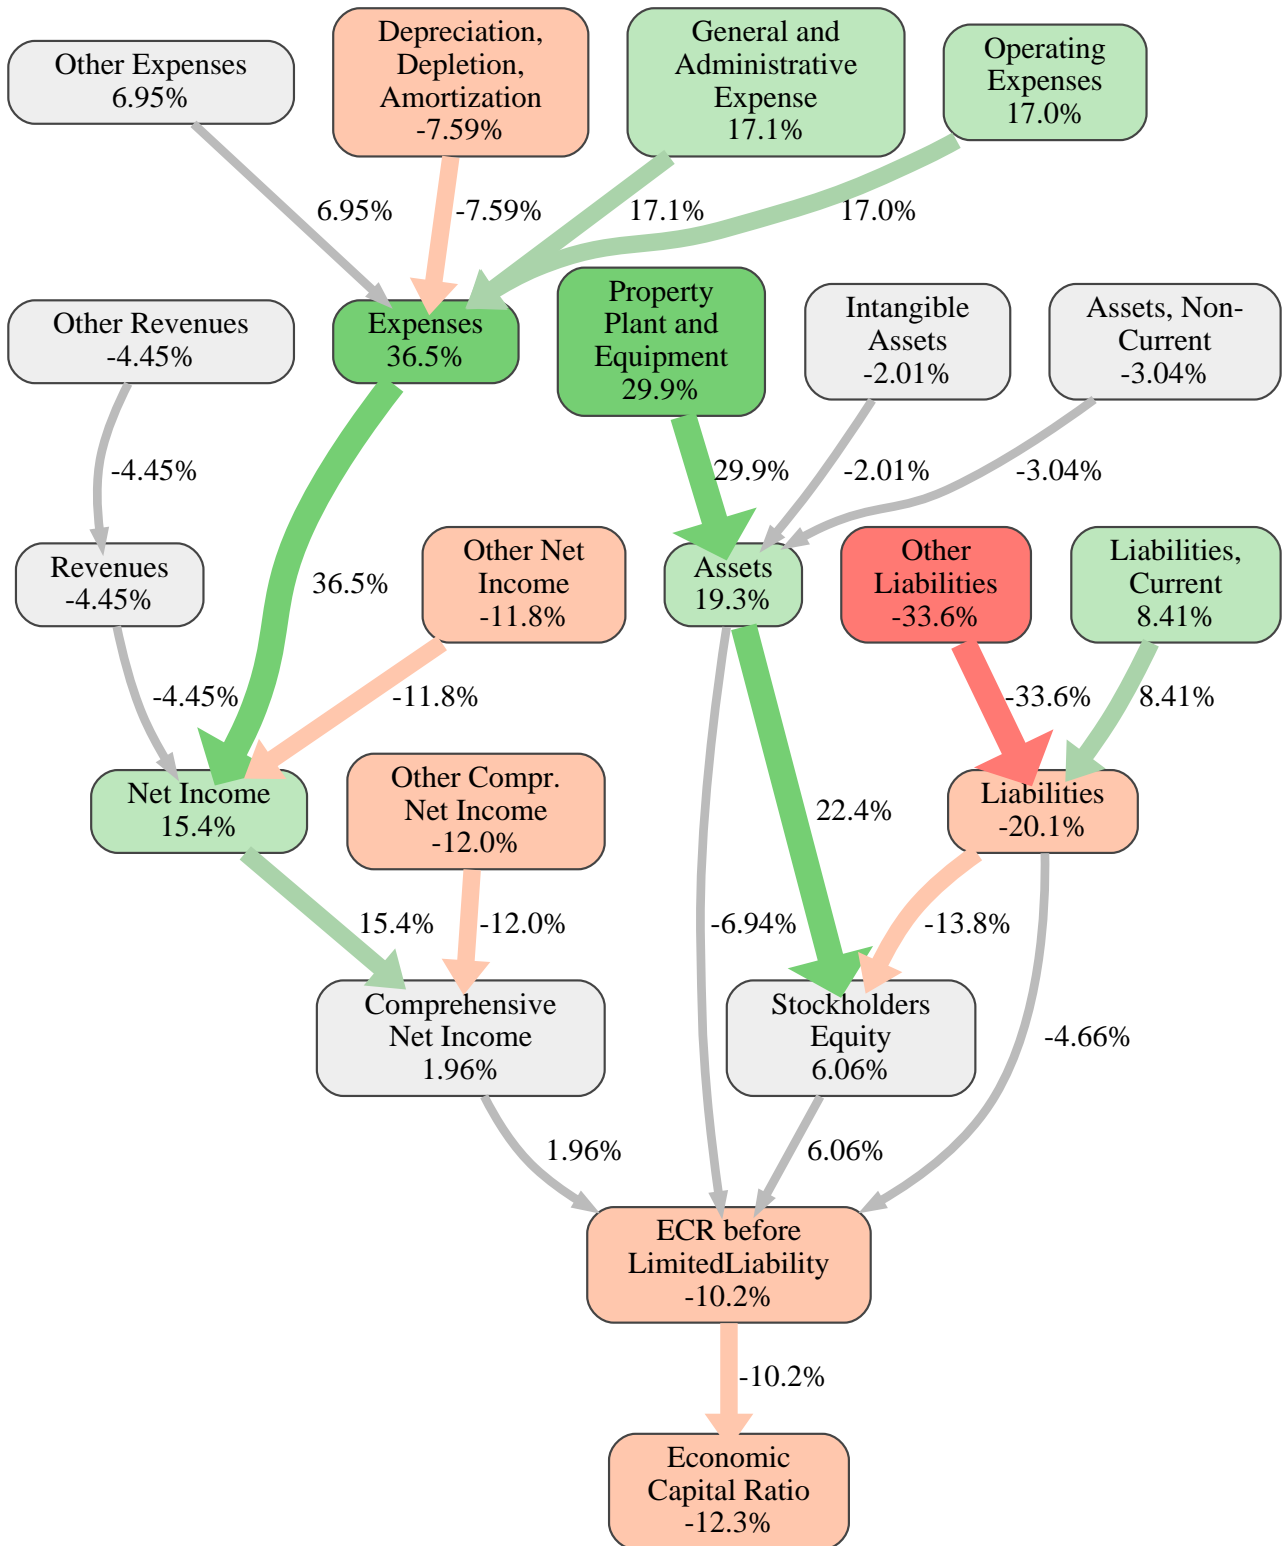 Other Expenses
6.95%
Depreciation,
Depletion,
Amortization
-7.59%
General and
Administrative
Expense
17.1%
Operating
Expenses
17.0%
6.95%
-7.59%
17.1%
17.0%
Other Revenues
-4.45%
Expenses
36.5%
Property
Plant and
Equipment
29.9%
Intangible
Assets
-2.01%
Assets, Non-
Current
-3.04%
-4.45%
29.9%
-2.01%
-3.04%
Revenues
-4.45%
36.5%
Other Net
Income
-11.8%
Assets
19.3%
Other
Liabilities
-33.6%
Liabilities,
Current
8.41%
-4.45%
-11.8%
-33.6%
8.41%
Net Income
15.4%
Other Compr.
Net Income
-12.0%
22.4%
Liabilities
-20.1%
15.4%
-12.0%
-6.94%
-13.8%
Comprehensive
Net Income
1.96%
Stockholders
Equity
6.06%
-4.66%
1.96%
6.06%
ECR before
LimitedLiability
-10.2%
-10.2%
Economic
Capital Ratio
-12.3%